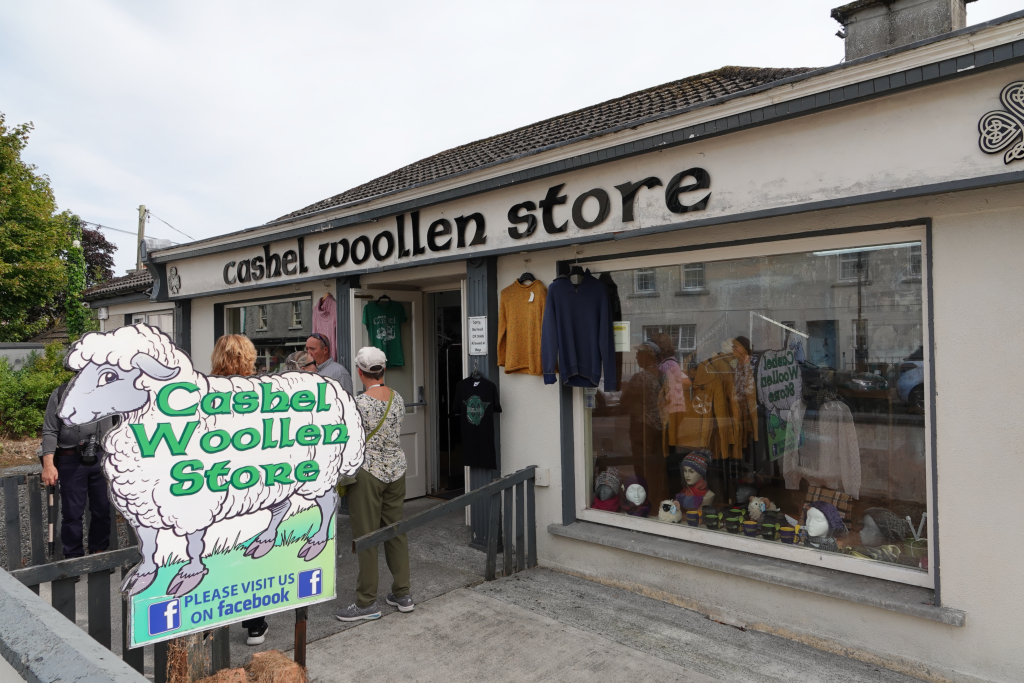 cashel woollen store
Cashel
Woollen
Store
f PLEASE VISIT US f
ON facebook